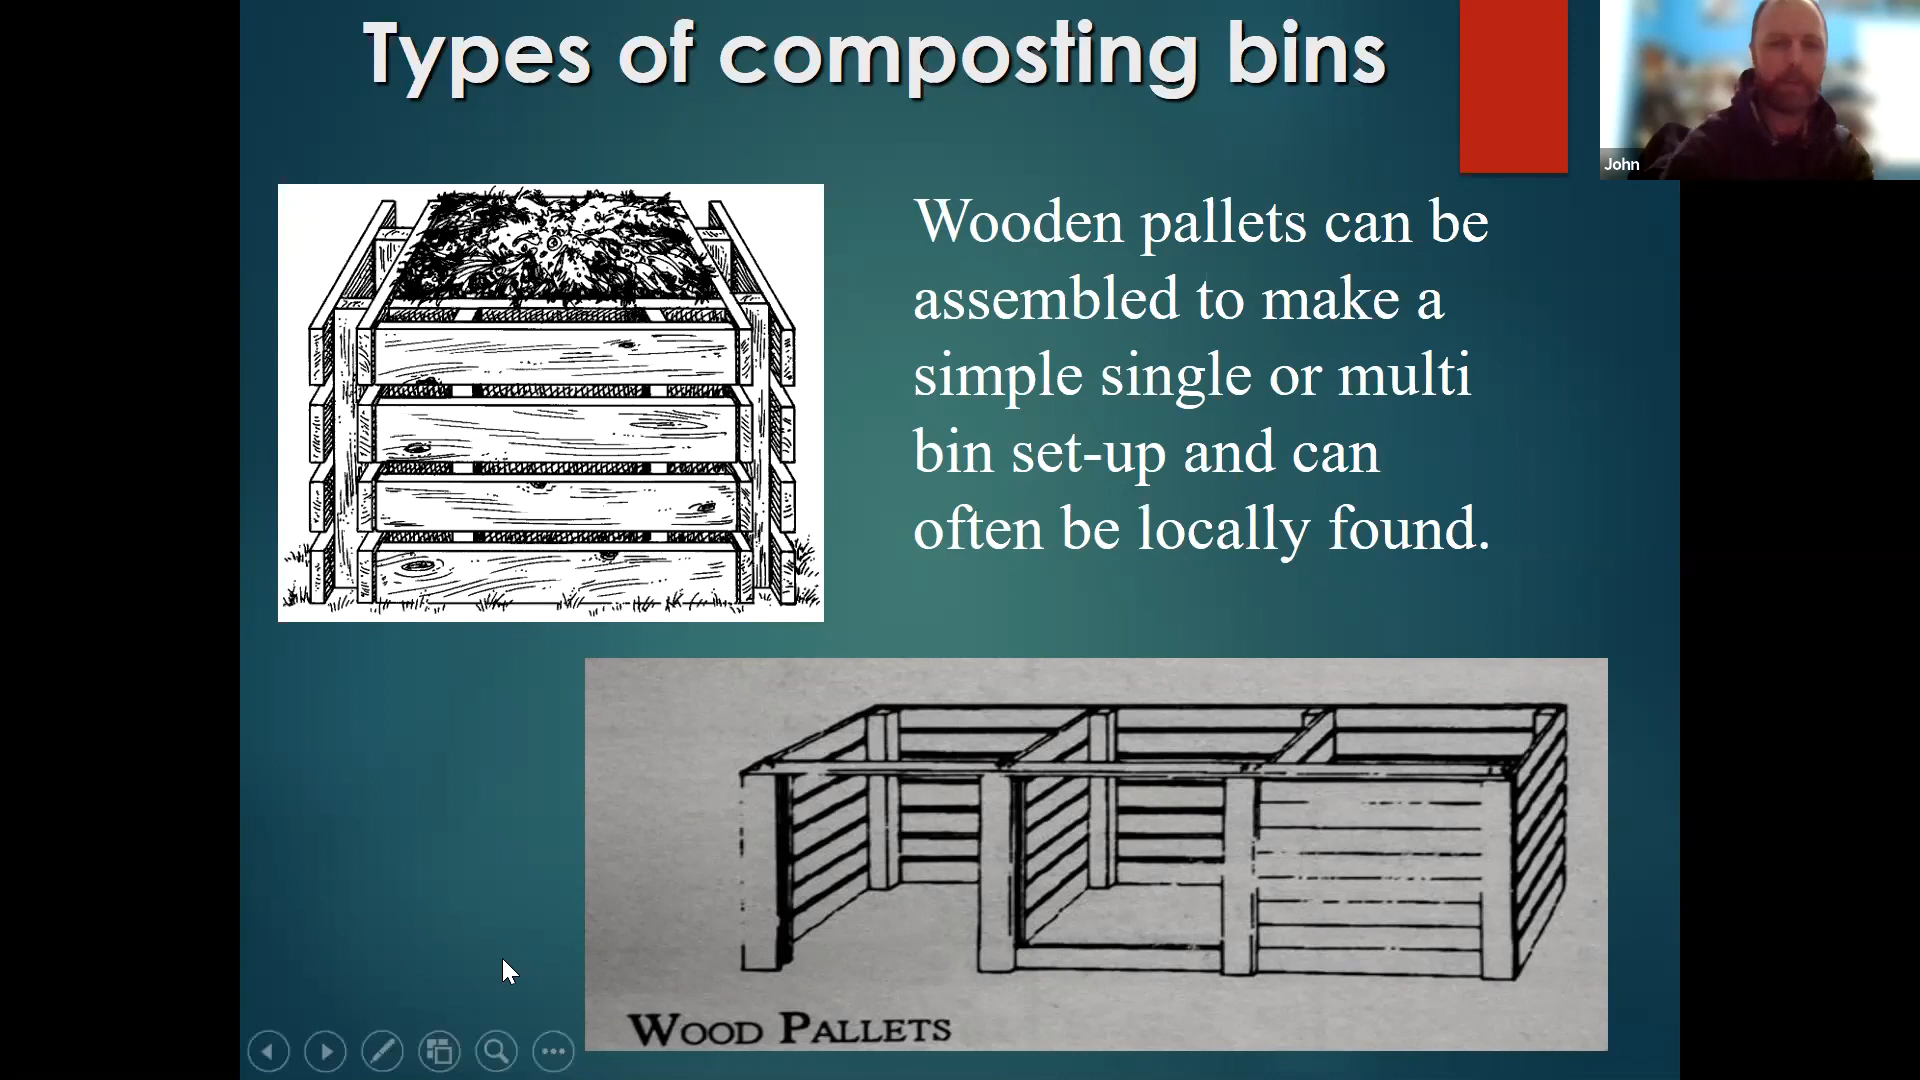 Types of composting bins
John
Wooden pallets can be
assembled to make a
simple single or multi
bin set-up and can
often be locally found.
WOOD PALLETS